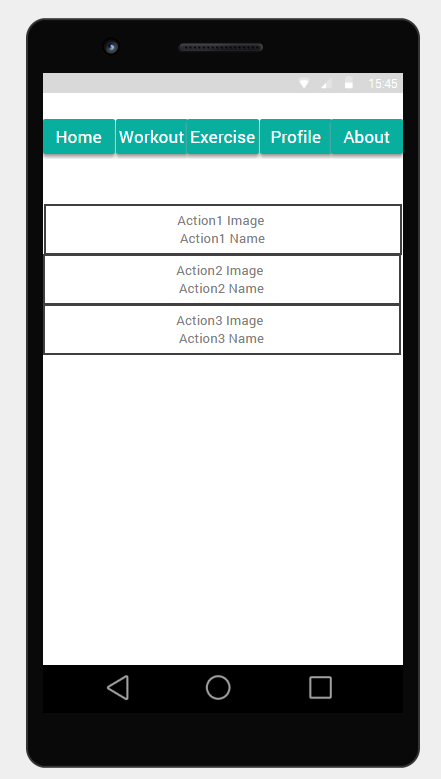 15:45
Home Workout Exercise Profile About
Action1 Image
Action1 Name
Action2 Image
Action2 Name
Action3 Image
Action3 Name